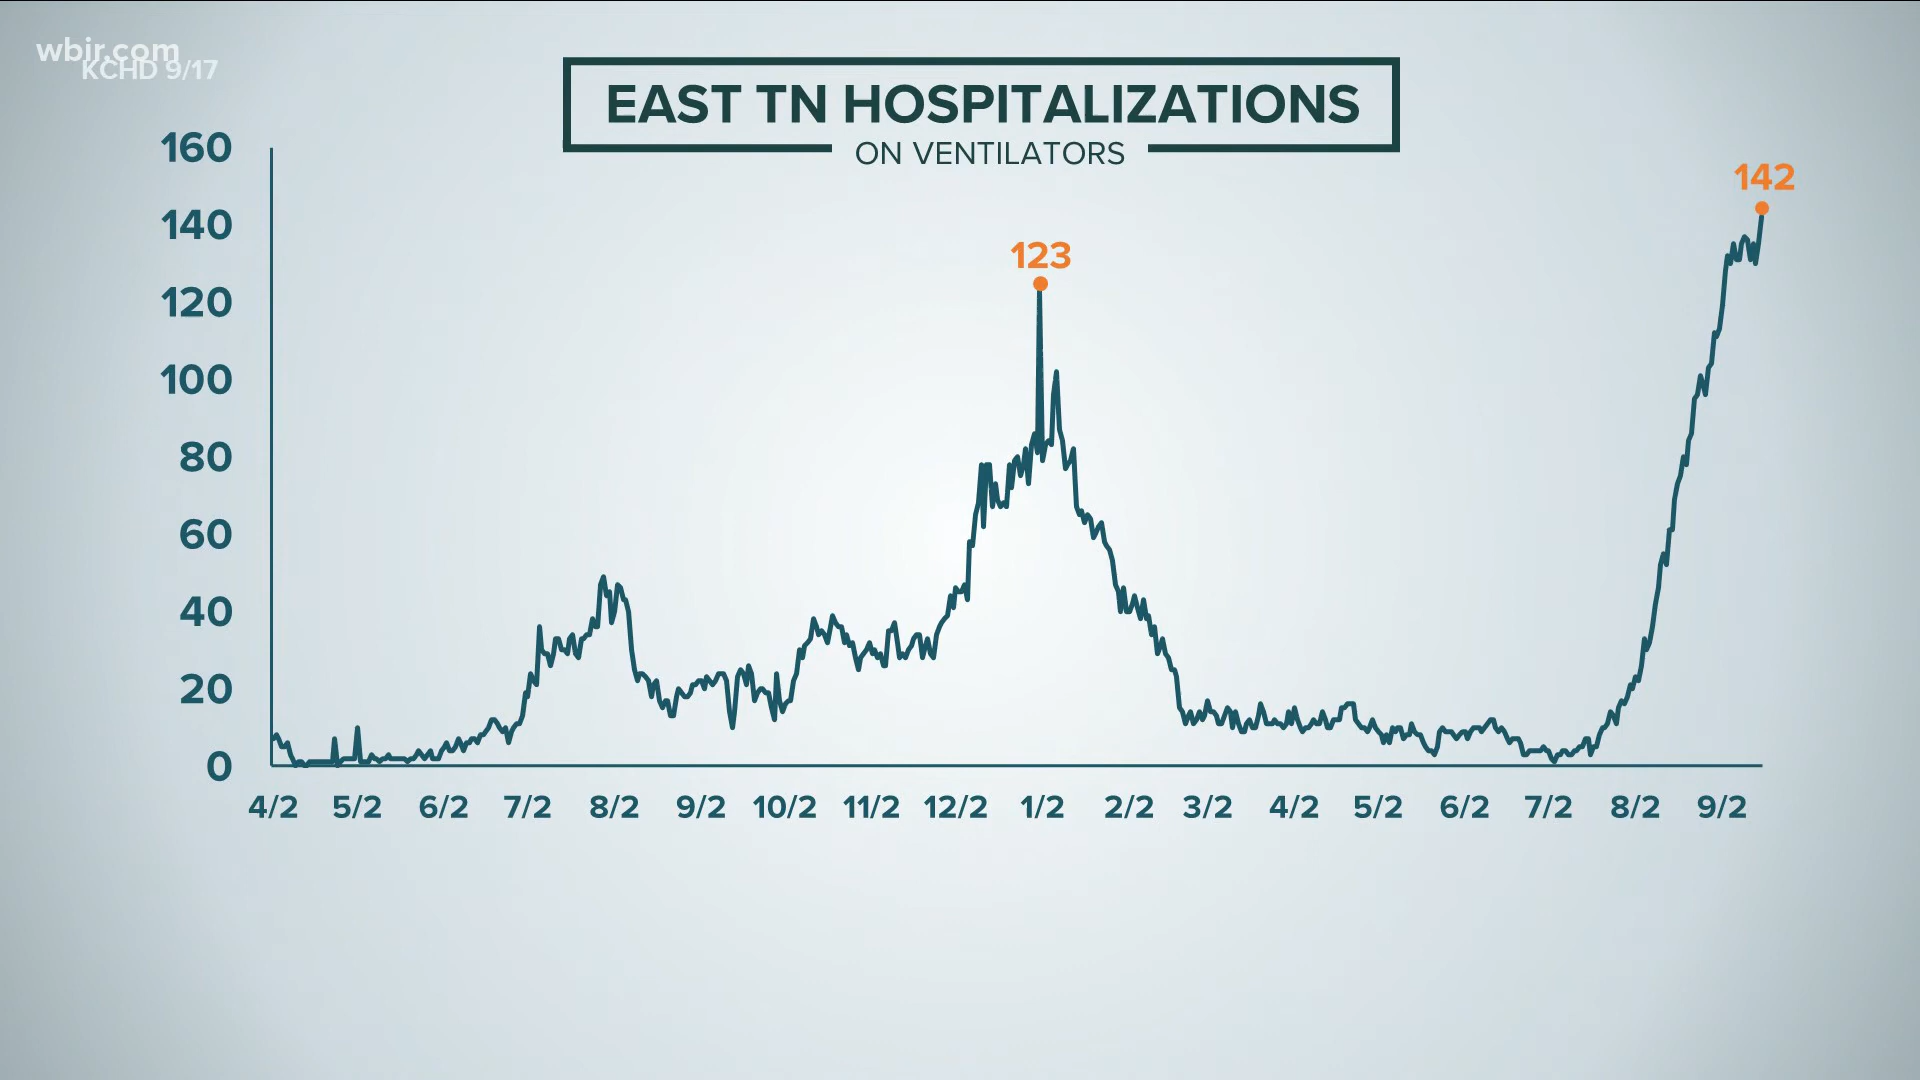 wbir.com
KCHD 9/17
EAST TN HOSPITALIZATIONS
ON VENTILATORS
160
140
120
100
80
60
40
20
0
123
142
4/2 5/2 6/2 7/2 8/2 9/2 10/2 11/2 12/2 1/2 2/2 3/2 4/2 5/2 6/2 7/2 8/2 9/2